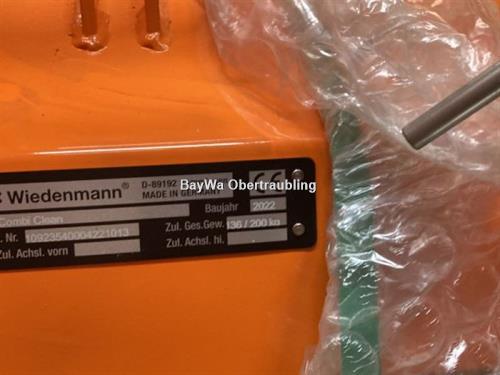 Wiedenmann® D-89192
MADE IN GERMANY
BayWa Obertraubling
CE
Combi Clean Baujahr 2022
Nr. 10923540004221013 Zul. Ges.Gew. 136 / 200 kg
Zul. Achsl. vorn Zul. Achsl. hi.